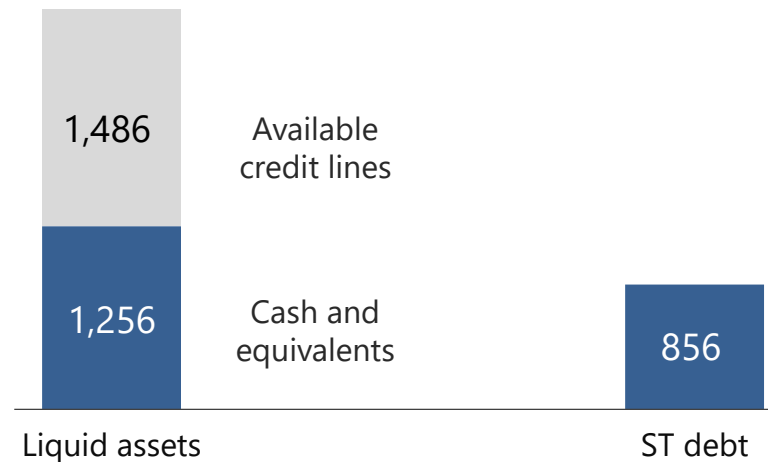 1,486
Available
credit lines
1,256
Cash and
equivalents
856
Liquid assets
ST debt